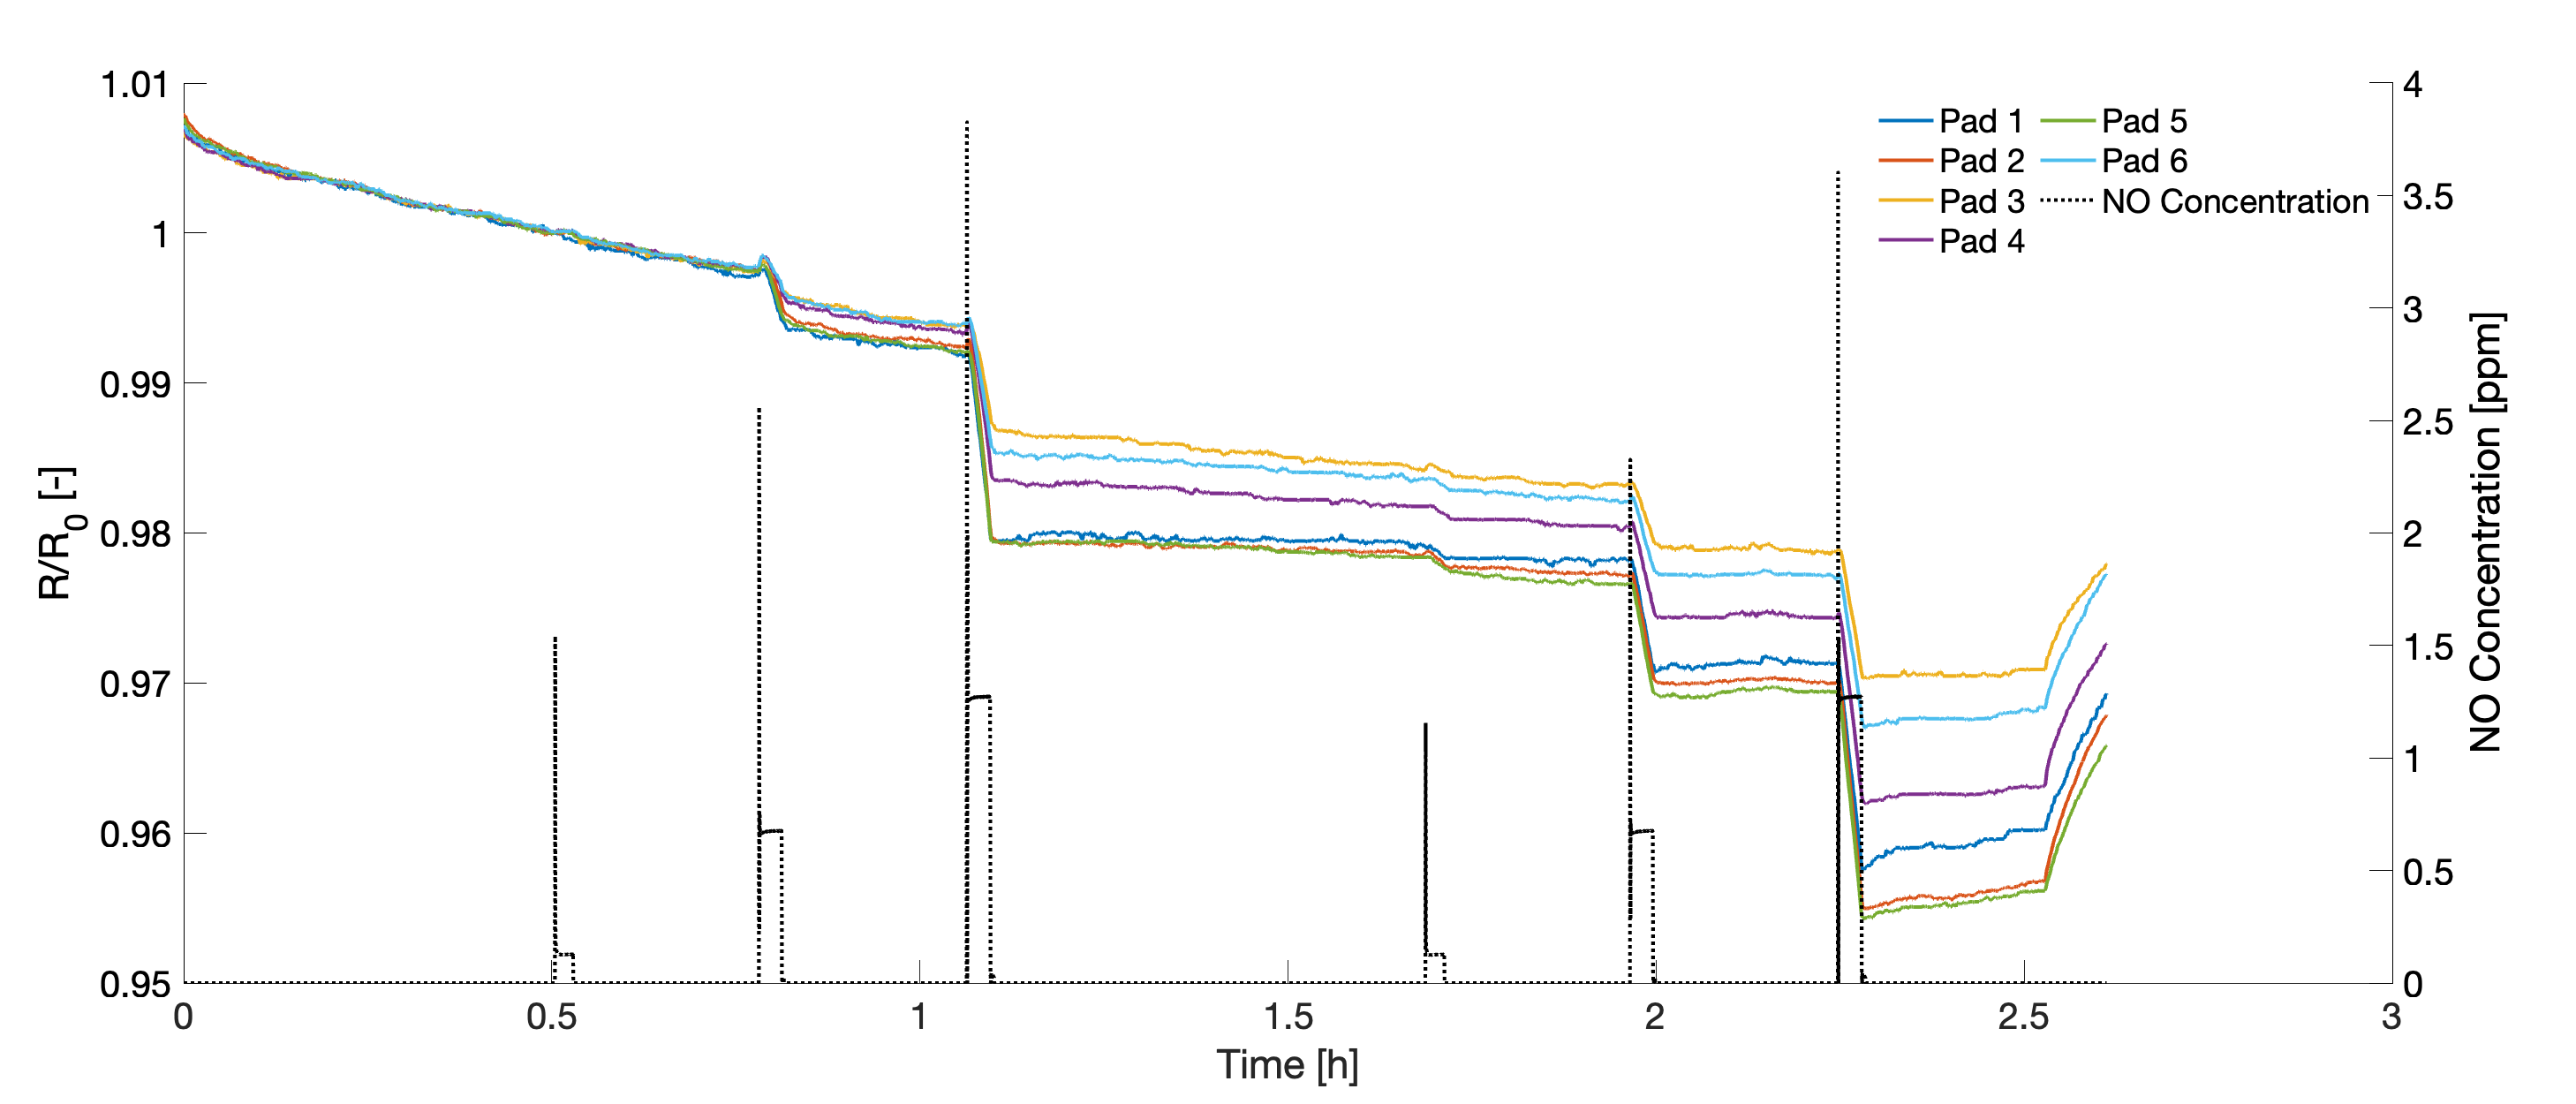 1.01
1
0.99
0.98
0.97
0.96
0.95
R/R0 [-]
0
0.5
1
1.5
2
2.5
3
Time [h]
4
3.5
3
2.5
2
1.5
1
0.5
0
NO Concentration [ppm]
Pad 1
Pad 2
Pad 3
Pad 4
Pad 5
Pad 6
NO Concentration